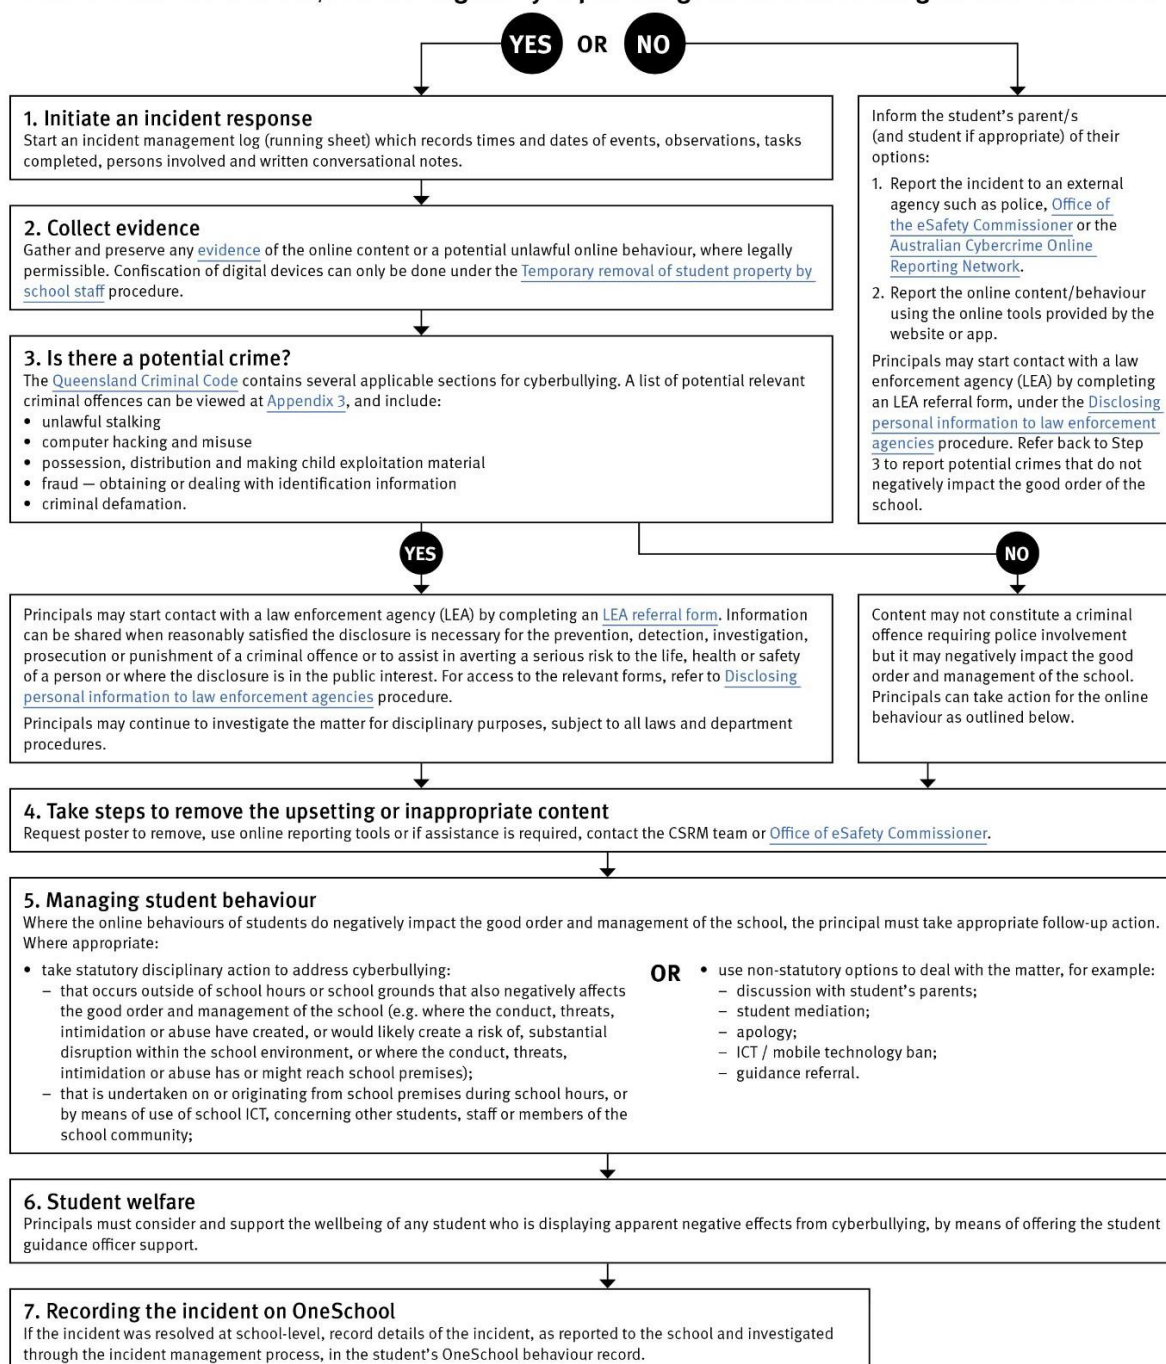 YES OR NO
1. Initiate an incident response
Start an incident management log (running sheet) which records times and dates of events, observations, tasks
completed, persons involved and written conversational notes.
Inform the student's parent/s
(and student if appropriate) of their
options:
1. Report the incident to an external
agency such as police, Office of
the eSafety Commissioner or the
Australian Cybercrime Online
Reporting Network.
2. Report the online content/behaviour
using the online tools provided by the
website or app.
Principals may start contact with a law
enforcement agency (LEA) by completing
an LEA referral form, under the Disclosing
personal information to law enforcement
agencies procedure. Refer back to Step
3 to report potential crimes that do not
negatively impact the good order of the
school.
2. Collect evidence
Gather and preserve any evidence of the online content or a potential unlawful online behaviour, where legally
permissible. Confiscation of digital devices can only be done under the Temporary removal of student property by
school staff procedure.
3. Is there a potential crime?
The Queensland Criminal Code contains several applicable sections for cyberbullying. A list of potential relevant
criminal offences can be viewed at Appendix 3, and include:
• unlawful stalking
• computer hacking and misuse
• possession, distribution and making child exploitation material
• fraud — obtaining or dealing with identification information
• criminal defamation.
YES
NO
Principals may start contact with a law enforcement agency (LEA) by completing an LEA referral form. Information
can be shared when reasonably satisfied the disclosure is necessary for the prevention, detection, investigation,
prosecution or punishment of a criminal offence or to assist in averting a serious risk to the life, health or safety
of a person or where the disclosure is in the public interest. For access to the relevant forms, refer to Disclosing
personal information to law enforcement agencies procedure.
Principals may continue to investigate the matter for disciplinary purposes, subject to all laws and department
procedures.
Content may not constitute a criminal
offence requiring police involvement
but it may negatively impact the good
order and management of the school.
Principals can take action for the online
behaviour as outlined below.
4. Take steps to remove the upsetting or inappropriate content
Request poster to remove, use online reporting tools or if assistance is required, contact the CSRM team or Office of eSafety Commissioner.
5. Managing student behaviour
Where the online behaviours of students do negatively impact the good order and management of the school, the principal must take appropriate follow-up action.
Where appropriate:
• take statutory disciplinary action to address cyberbullying:
– that occurs outside of school hours or school grounds that also negatively affects
the good order and management of the school (e.g. where the conduct, threats,
intimidation or abuse have created, or would likely create a risk of, substantial
disruption within the school environment, or where the conduct, threats,
intimidation or abuse has or might reach school premises);
– that is undertaken on or originating from school premises during school hours, or
by means of use of school ICT, concerning other students, staff or members of the
school community;
OR
• use non-statutory options to deal with the matter, for example:
– discussion with student's parents;
– student mediation;
– apology;
– ICT / mobile technology ban;
– guidance referral.
6. Student welfare
Principals must consider and support the wellbeing of any student who is displaying apparent negative effects from cyberbullying, by means of offering the student
guidance officer support.
7. Recording the incident on OneSchool
If the incident was resolved at school-level, record details of the incident, as reported to the school and investigated
through the incident management process, in the student's OneSchool behaviour record.